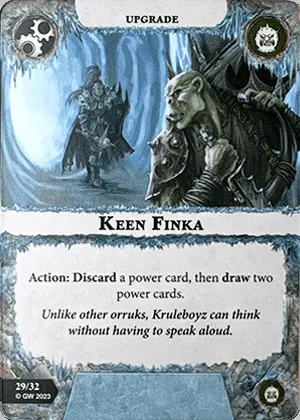 UPGRADE
KEEN FINKA
Action: Discard a power card, then draw two
power cards.
Unlike other orruks, Kruleboyz can think
without having to speak aloud.
29/32
© GW 2023